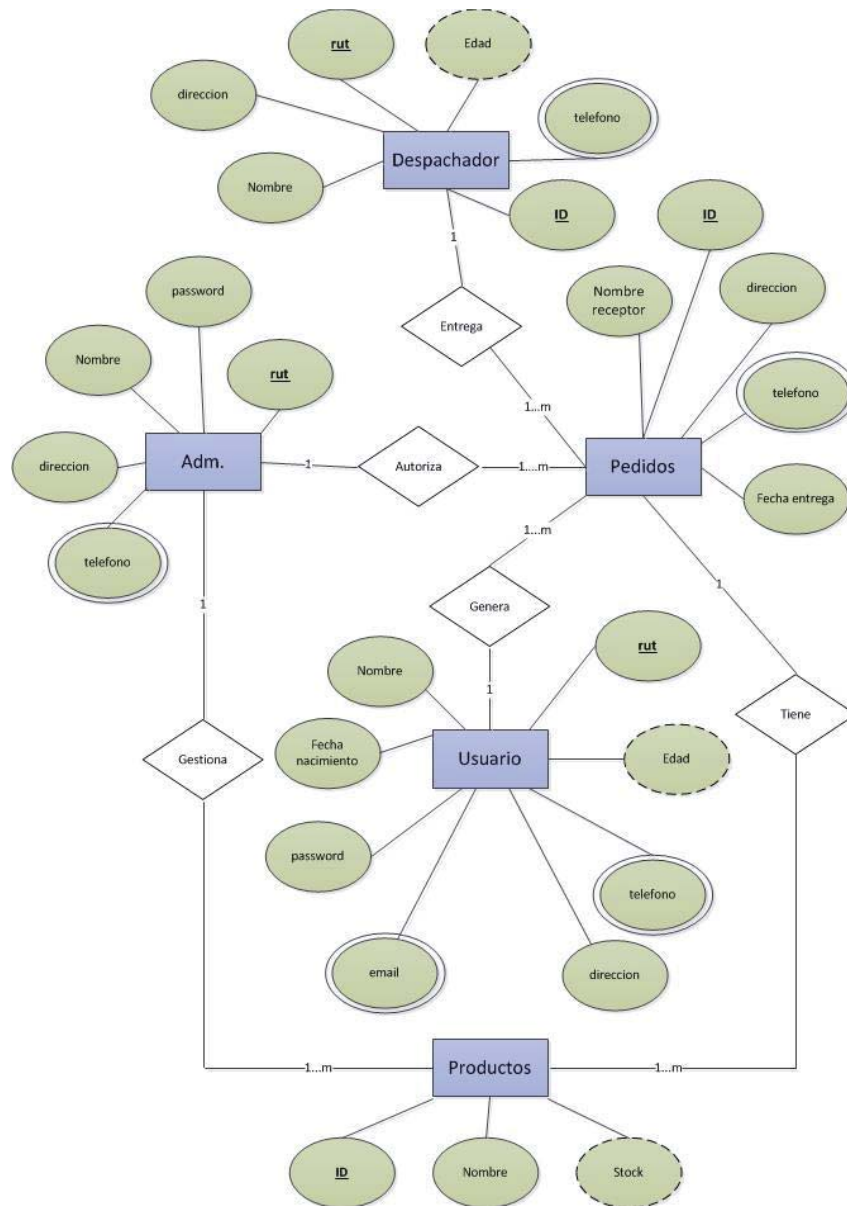 rut
Edad
direccion
telefono
Despachador
Nombre
ID
ID
1
password
Nombre
receptor
direccion
Entrega
Nombre
rut
telefono
1...m
Adm.
direccion
1
Autoriza
1....m
Pedidos
Fecha entrega
telefono
1...m
1
Genera
1
rut
Nombre
1
Tiene
Fecha
nacimiento
Usuario
Edad
Gestiona
password
telefono
email
direccion
1...m
Productos
1...m
ID
Nombre
Stock